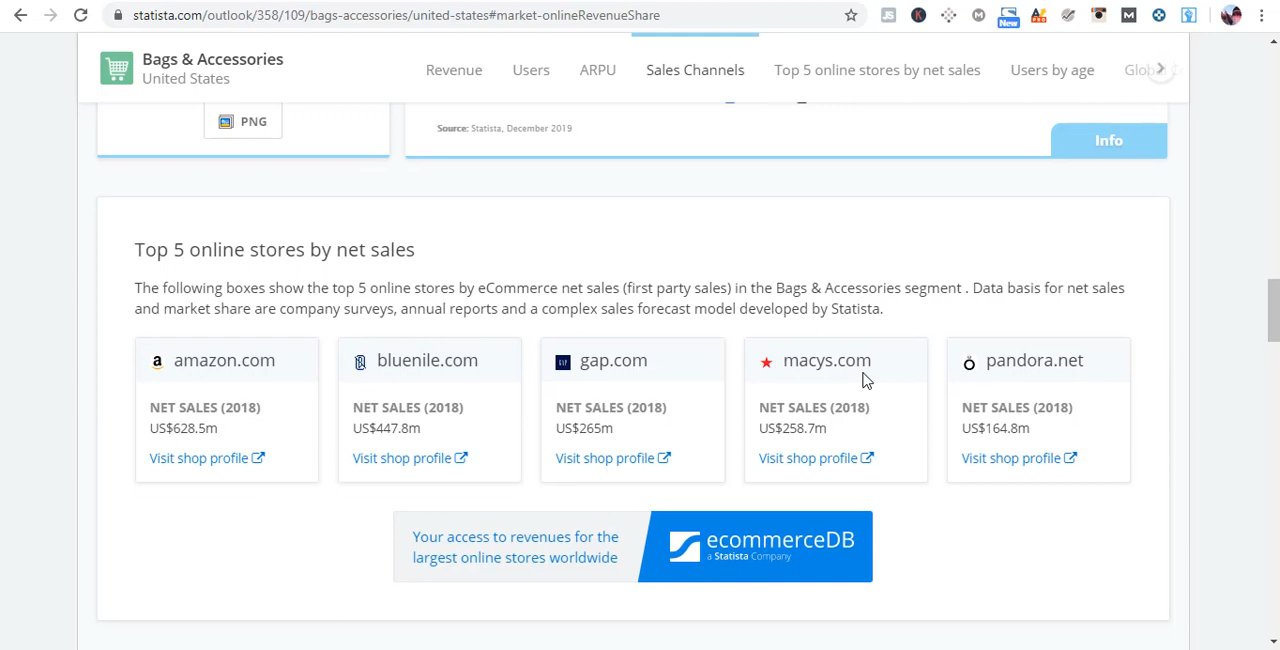 statista.com/outlook/358/109/bags-accessories/united-states#market-onlineRevenueShare
JS
K
M
New
PRO
M
Bags & Accessories
United States
Revenue
Users
ARPU
Sales Channels
Top 5 online stores by net sales
Users by age
PNG
Source: Statista, December 2019
Info
Top 5 online stores by net sales
The following boxes show the top 5 online stores by eCommerce net sales (first party sales) in the Bags & Accessories segment . Data basis for net sales
and market share are company surveys, annual reports and a complex sales forecast model developed by Statista.
a amazon.com
NET SALES (2018)
US$628.5m
Visit shop profile
bluenile.com
NET SALES (2018)
US$447.8m
Visit shop profile
GAP gap.com
NET SALES (2018)
US$265m
Visit shop profile
macys.com
NET SALES (2018)
US$258.7m
Visit shop profile
pandora.net
NET SALES (2018)
US$164.8m
Visit shop profile
Your access to revenues for the
largest online stores worldwide
ecommerceDB
a Statista Company